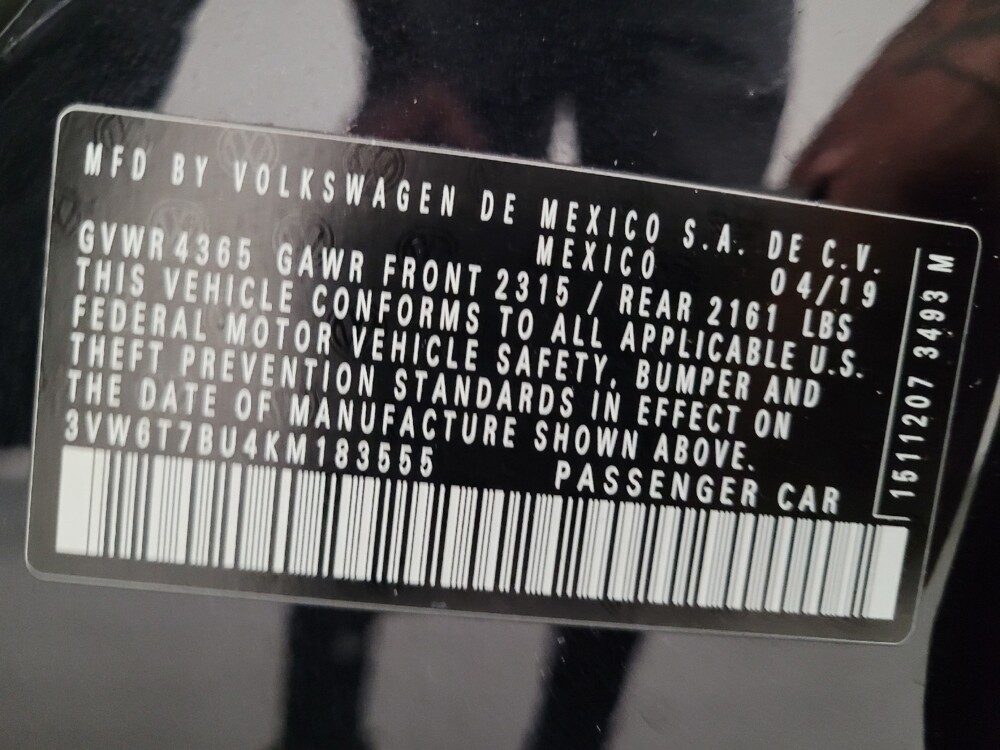 MFD BY VOLKSWAGEN DE MEXICO S.A. DE C.V.
MEXICO 04/19
GVWR 4365 GAWR FRONT 2315 / REAR 2161 LBS
THIS VEHICLE CONFORMS TO ALL APPLICABLE U.S.
FEDERAL MOTOR VEHICLE SAFETY, BUMPER AND
THEFT PREVENTION STANDARDS IN EFFECT ON
THE DATE OF MANUFACTURE SHOWN ABOVE.
3VW6T7BU4KM183555 PASSENGER CAR
1511207 3493 M